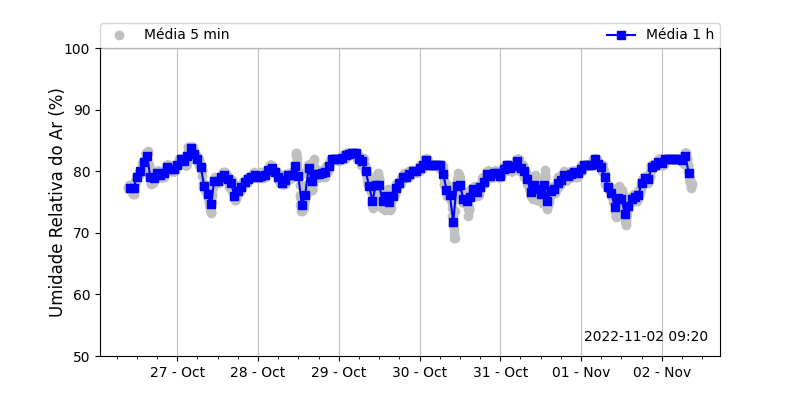 Média 5 min
Média 1 h
Umidade Relativa do Ar (%)
100
90
80
70
60
50
2022-11-02 09:20
27 - Oct
28 - Oct
29 - Oct
30 - Oct
31 - Oct
01 - Nov
02 - Nov